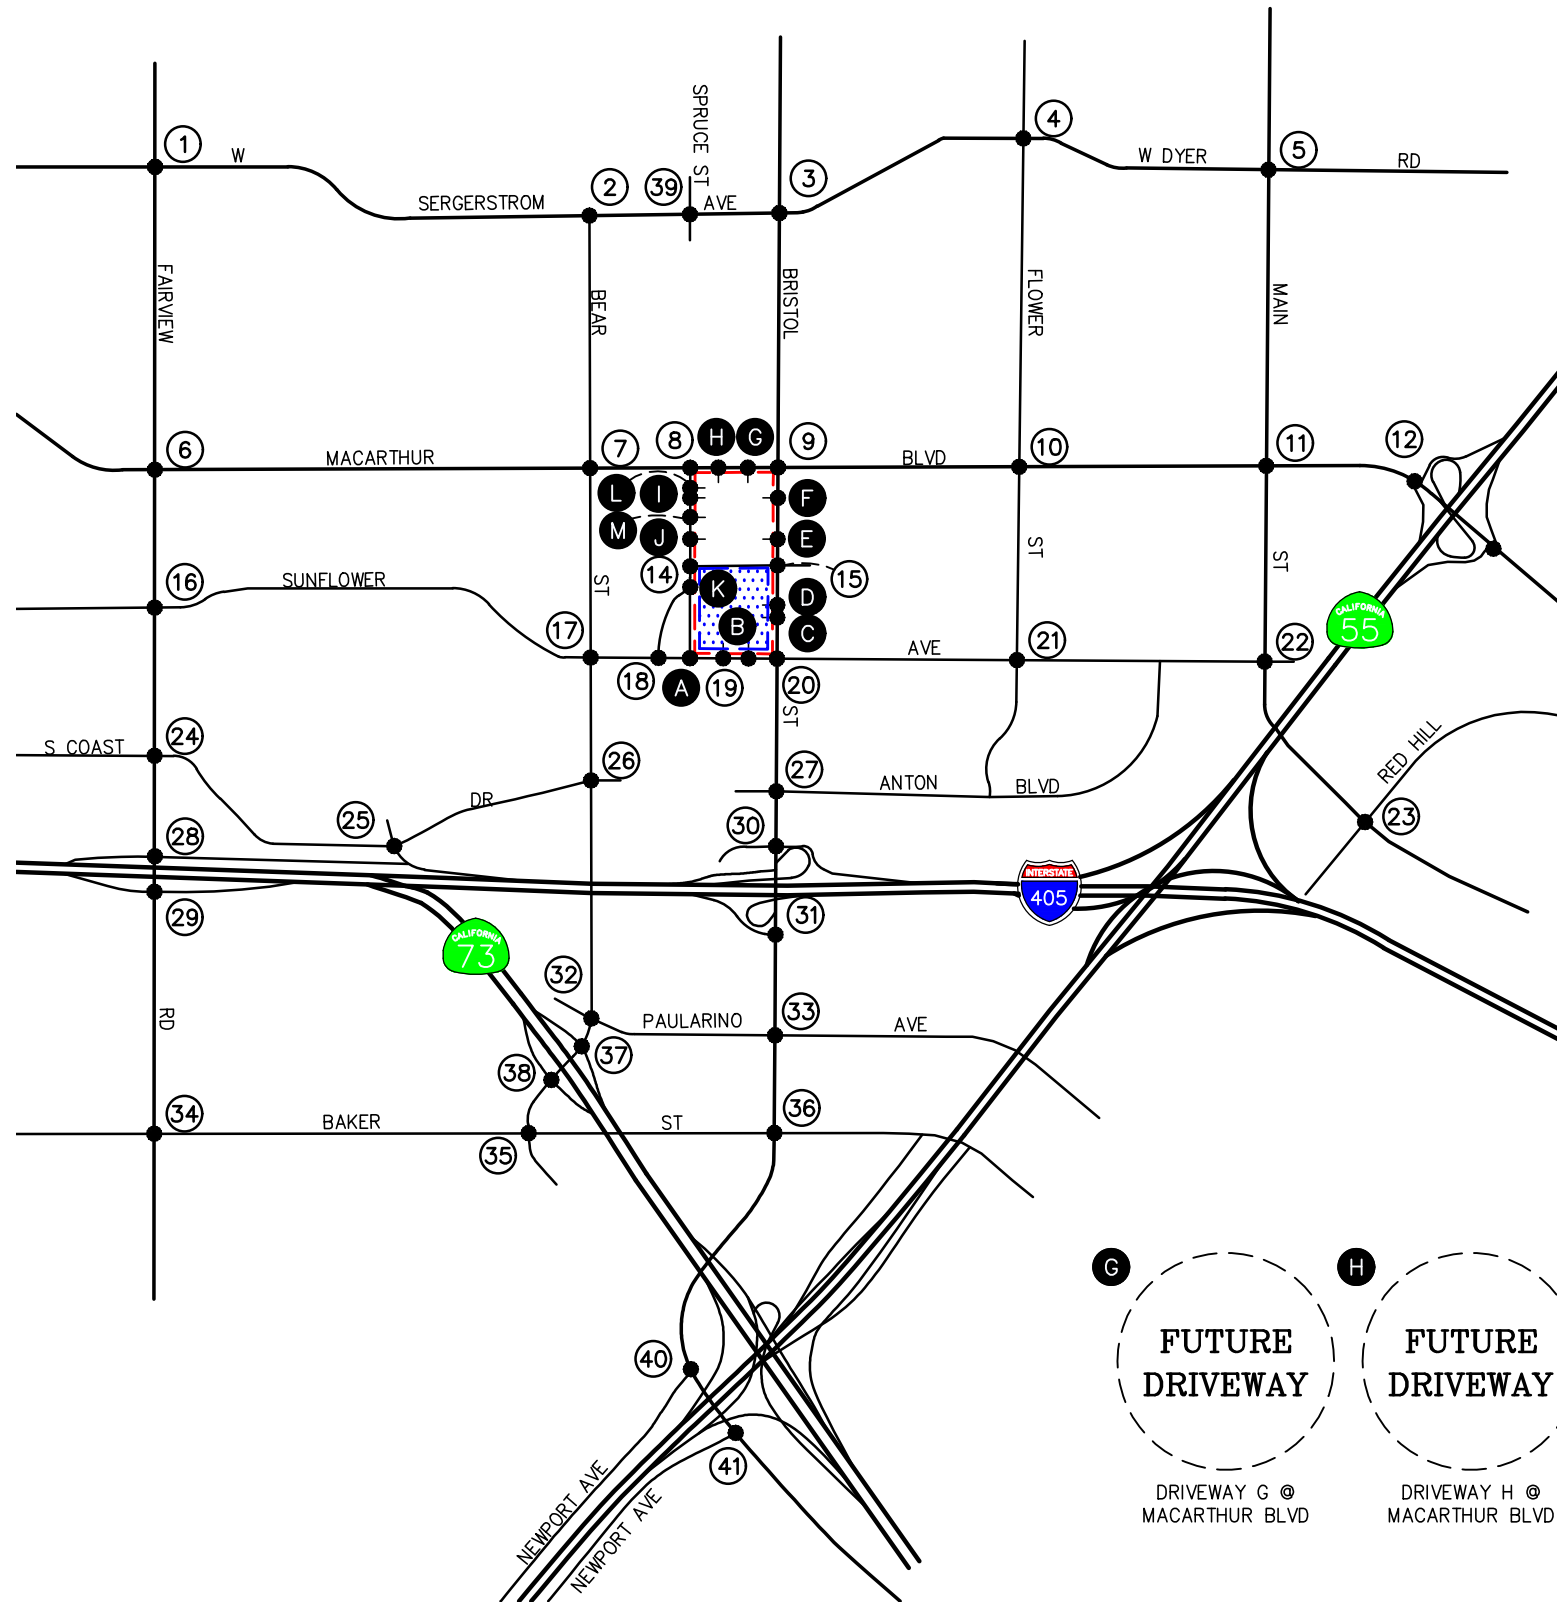 SPRUCE ST
1
W
4
W DYER
5
RD
2
39
3
SERGERSTROM
AVE
FAIRVIEW
BEAR
BRISTOL
FLOWER
MAIN
6
MACARTHUR
7
8
H
G
9
BLVD
10
11
12
L
I
F
M
J
E
ST
ST
16
SUNFLOWER
ST
14
K
15
D
B
C
CALIFORNIA
55
17
18
A
19
20
AVE
21
22
ST
24
S COAST
26
27
ANTON
BLVD
RED HILL
DR
25
28
30
23
INTERSTATE
405
29
31
CALIFORNIA
73
32
RD
PAULARINO
33
AVE
37
38
34
BAKER
ST
36
35
40
41
NEWPORT AVE
NEWPORT AVE
G
FUTURE
DRIVEWAY
DRIVEWAY G @
MACARTHUR BLVD
H
FUTURE
DRIVEWAY
DRIVEWAY H @
MACARTHUR BLVD